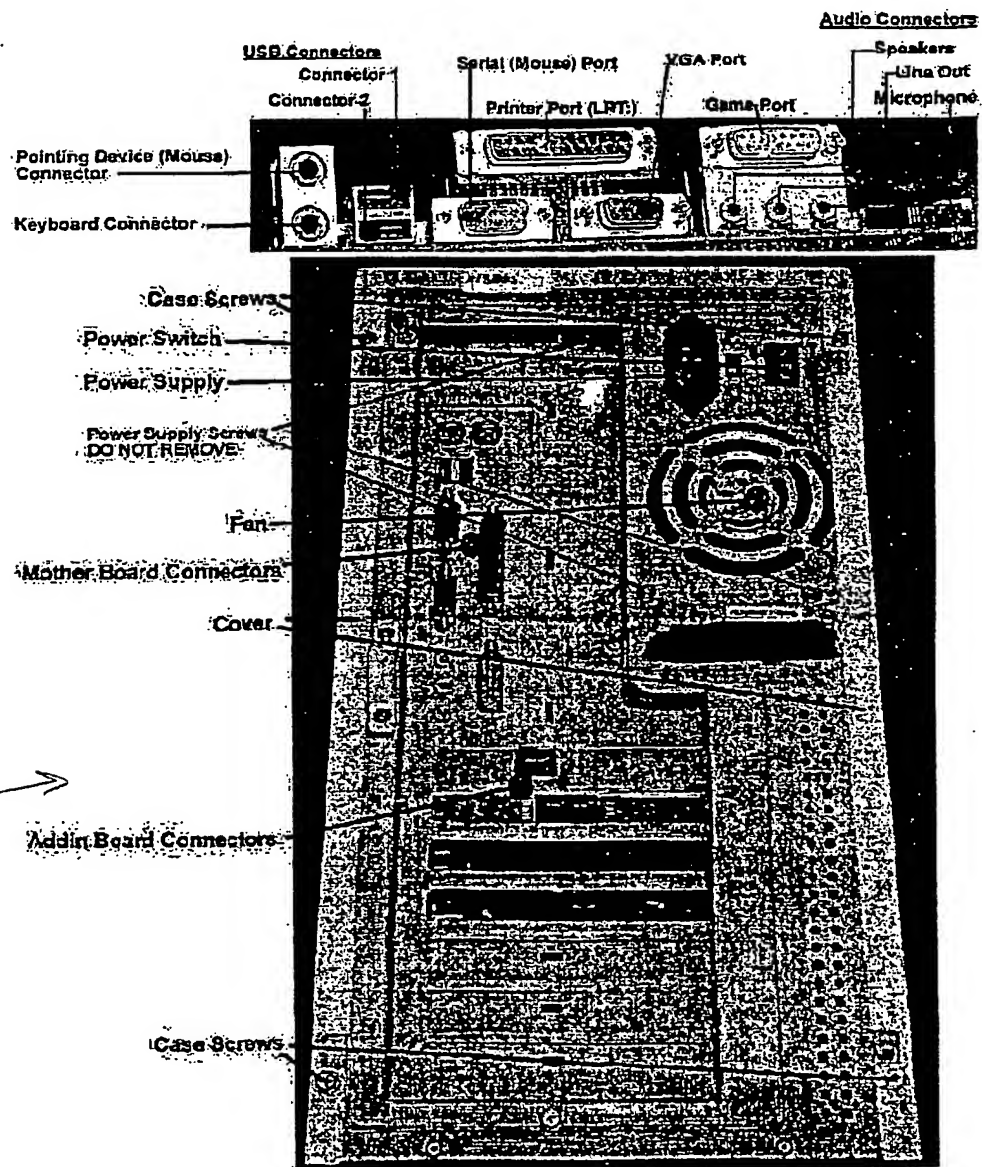 Audio Connectors
USB Connectors
Speakers
Connector 1
Serial (Mouse) Port
VGA Port
Line Out
Connector 2
Printer Port (LPT:)
Game Port
Microphone
Pointing Device (Mouse)
Connector
Keyboard Connector
Case Screws
Power Switch
Power Supply
Power Supply Screws
DO NOT REMOVE
Fan
Mother Board Connectors
Cover
Addin Board Connectors
Case Screws